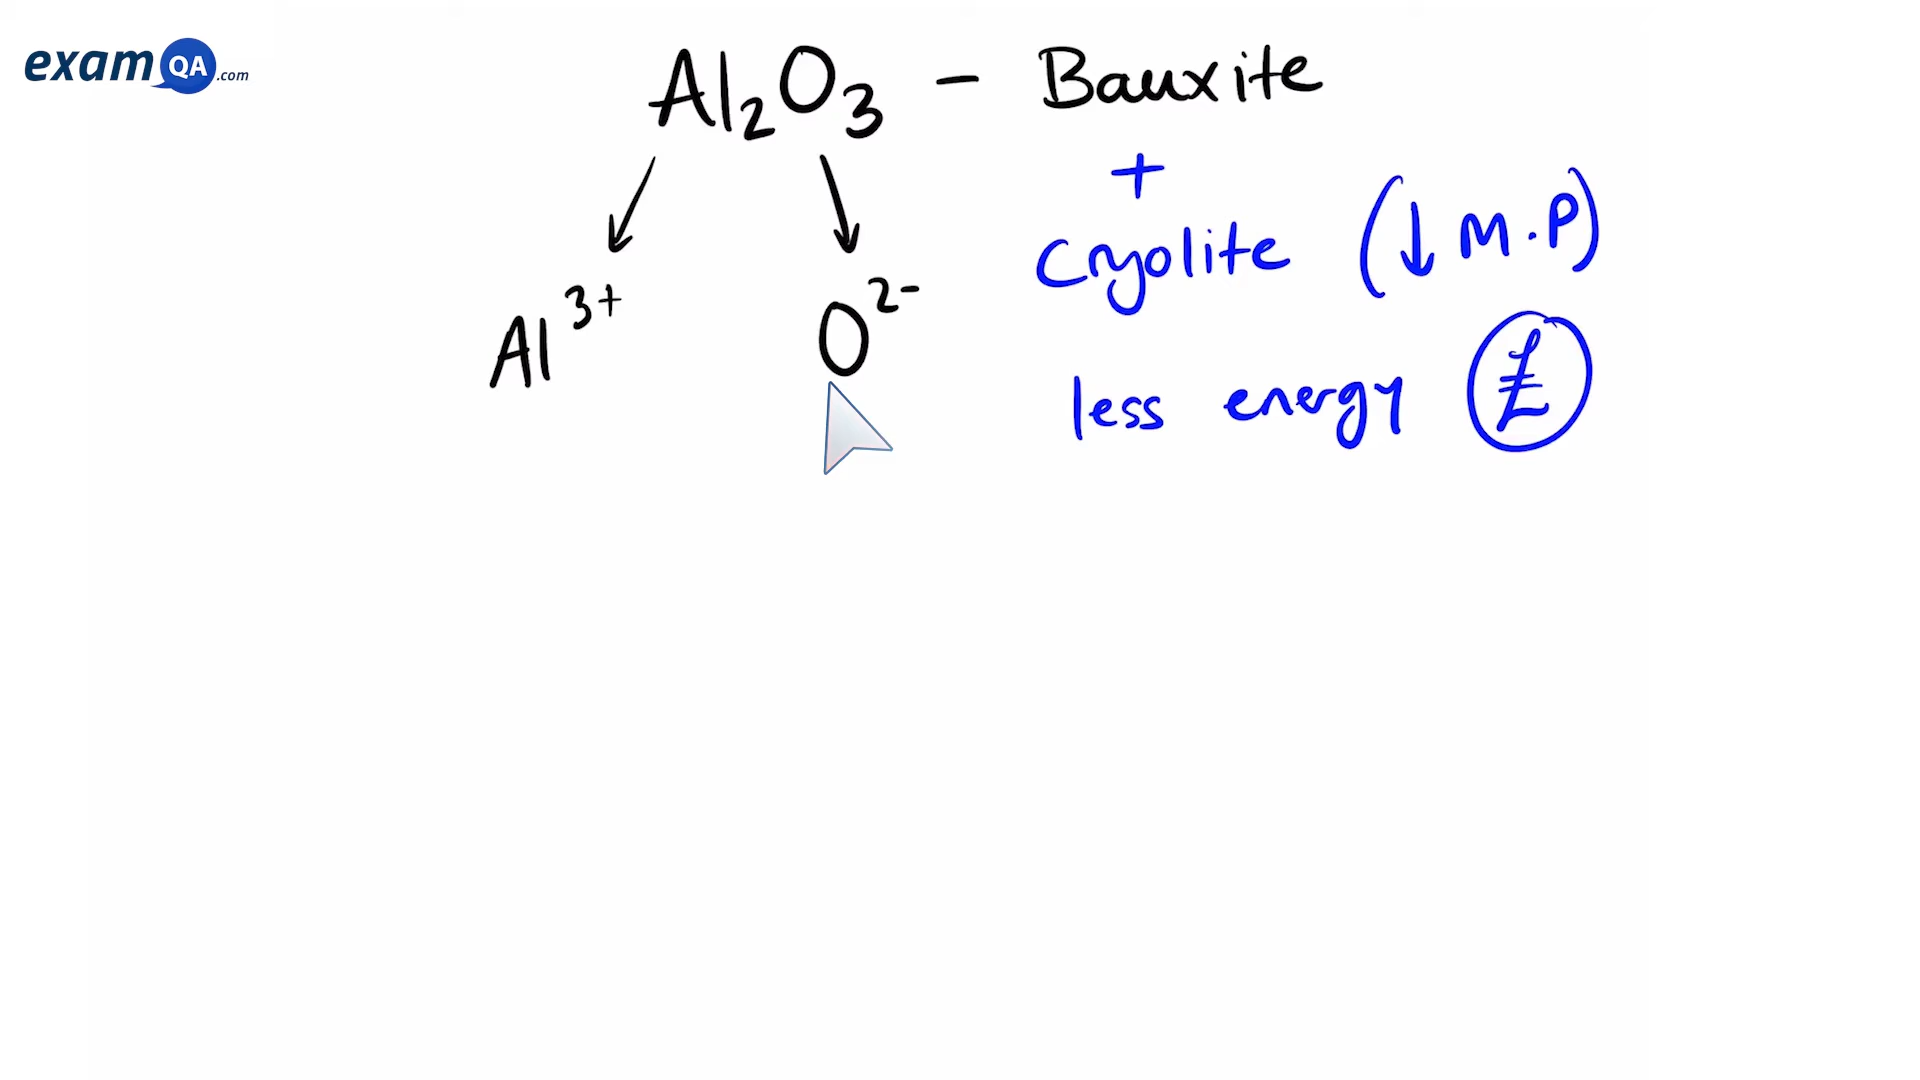 examQA.com
Al₂O₃ - Bauxite
+
Cryolite (↓ M.P)
Al³⁺ O²⁻
less energy £